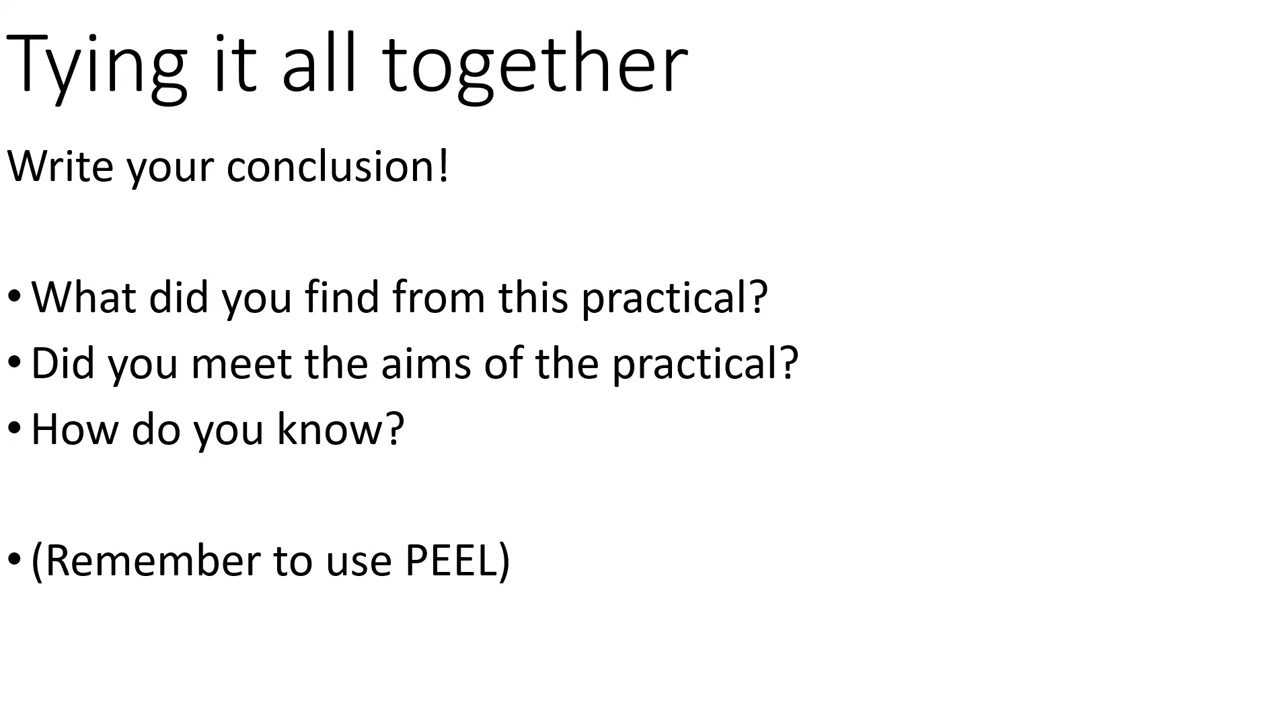 Tying it all together
Write your conclusion!
• What did you find from this practical?
• Did you meet the aims of the practical?
• How do you know?
• (Remember to use PEEL)